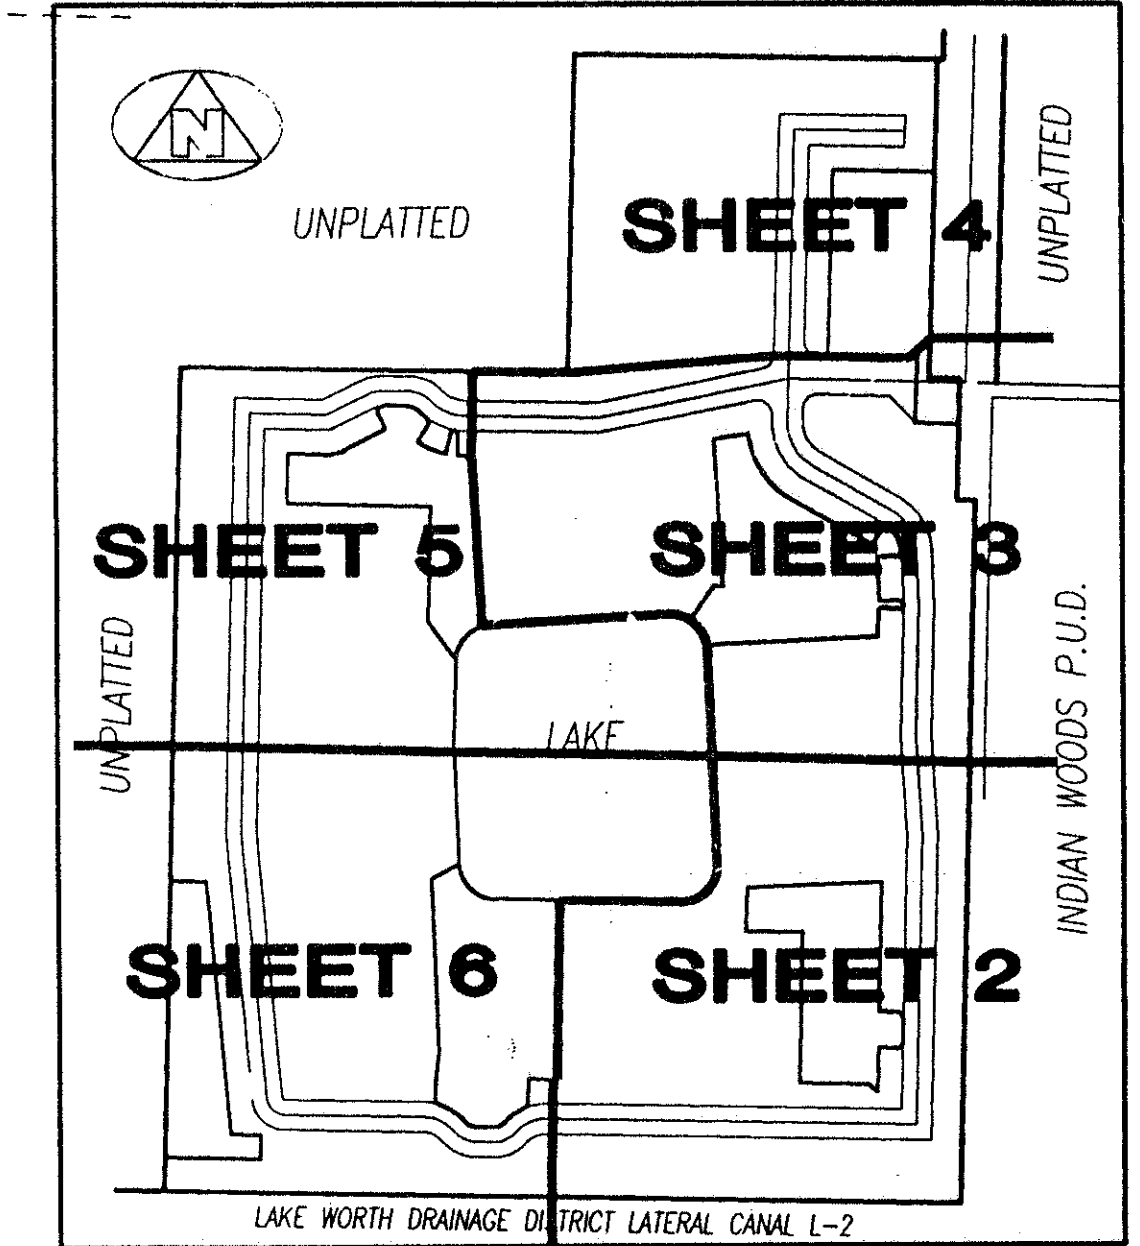 N
UNPLATTED
UNPLATTED
SHEET 4
SHEET 5
SHEET 3
UNPLATTED
LAKE
INDIAN WOODS P.U.D.
SHEET 6
SHEET 2
LAKE WORTH DRAINAGE DISTRICT LATERAL CANAL L-2